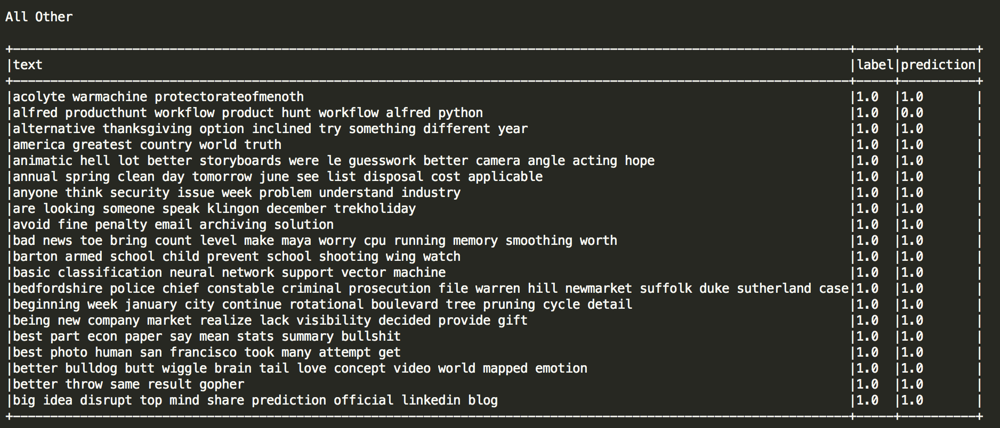 All Other
+----------------------------------------------------------------------------------------------------------------+-----+----------+
|text |label|prediction|
+----------------------------------------------------------------------------------------------------------------+-----+----------+
|acolyte warmachine protectorateofmenoth |1.0 |1.0 |
|alfred producthunt workflow product hunt workflow alfred python |1.0 |0.0 |
|alternative thanksgiving option inclined try something different year |1.0 |1.0 |
|america greatest country world truth |1.0 |1.0 |
|animatic hell lot better storyboards were le guesswork better camera angle acting hope |1.0 |1.0 |
|annual spring clean day tomorrow june see list disposal cost applicable |1.0 |1.0 |
|anyone think security issue week problem understand industry |1.0 |1.0 |
|are looking someone speak klingon december trekholiday |1.0 |1.0 |
|avoid fine penalty email archiving solution |1.0 |1.0 |
|bad news toe bring count level make maya worry cpu running memory smoothing worth |1.0 |1.0 |
|barton armed school child prevent school shooting wing watch |1.0 |1.0 |
|basic classification neural network support vector machine |1.0 |1.0 |
|bedfordshire police chief constable criminal prosecution file warren hill newmarket suffolk duke sutherland case|1.0 |1.0 |
|beginning week january city continue rotational boulevard tree pruning cycle detail |1.0 |1.0 |
|being new company market realize lack visibility decided provide gift |1.0 |1.0 |
|best part econ paper say mean stats summary bullshit |1.0 |1.0 |
|best photo human san francisco took many attempt get |1.0 |1.0 |
|better bulldog butt wiggle brain tail love concept video world mapped emotion |1.0 |1.0 |
|better throw same result gopher |1.0 |1.0 |
|big idea disrupt top mind share prediction official linkedin blog |1.0 |1.0 |
+----------------------------------------------------------------------------------------------------------------+-----+----------+